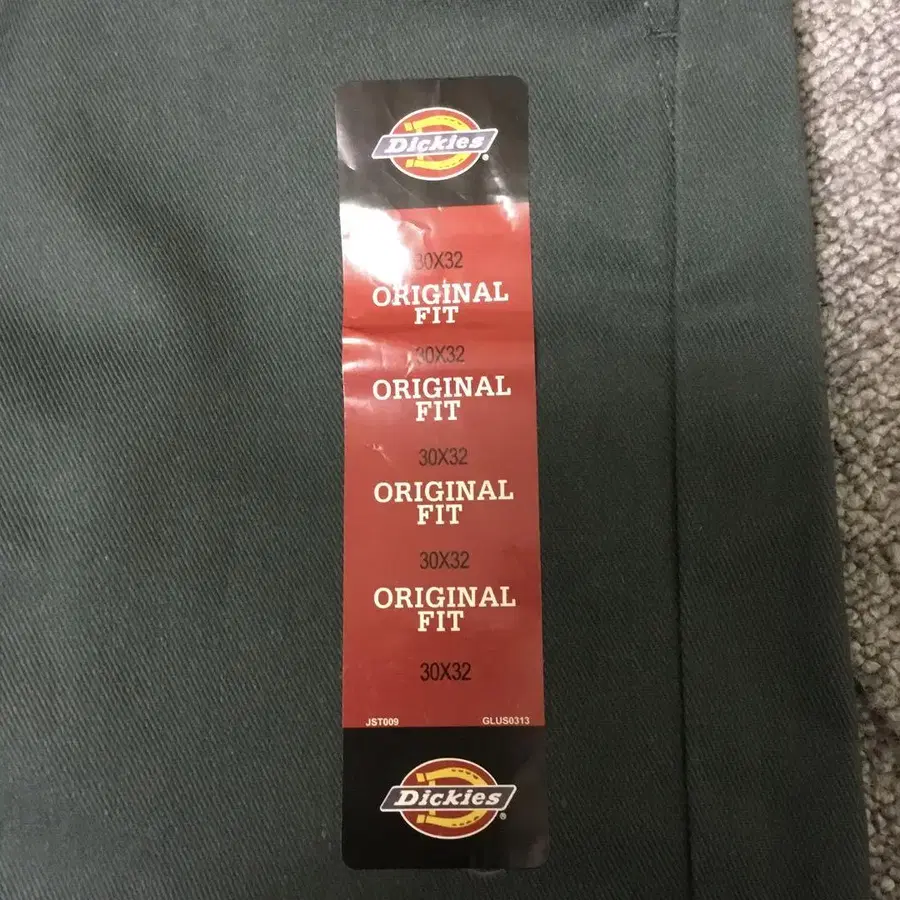 Dickies
30X32
ORIGINAL
FIT
30X32
ORIGINAL
FIT
30X32
ORIGINAL
FIT
30X32
ORIGINAL
FIT
30X32
JST009 GLUS0313
Dickies